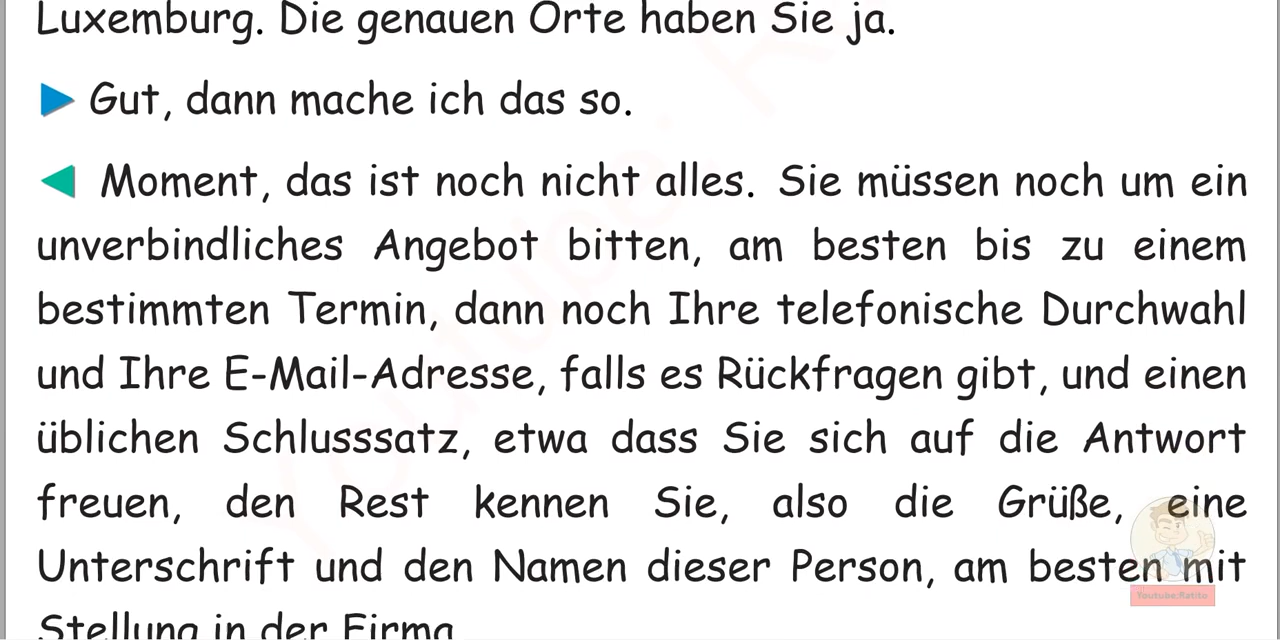 Luxemburg. Die genauen Orte haben Sie ja.
Gut, dann mache ich das so.
Moment, das ist noch nicht alles. Sie müssen noch um ein
unverbindliches Angebot bitten, am besten bis zu einem
bestimmten Termin, dann noch Ihre telefonische Durchwahl
und Ihre E-Mail-Adresse, falls es Rückfragen gibt, und einen
üblichen Schlusssatz, etwa dass Sie sich auf die Antwort
freuen, den Rest kennen Sie, also die Grüße, eine
Unterschrift und den Namen dieser Person, am besten mit
Stellung in der Firma
Youtube:Ratito